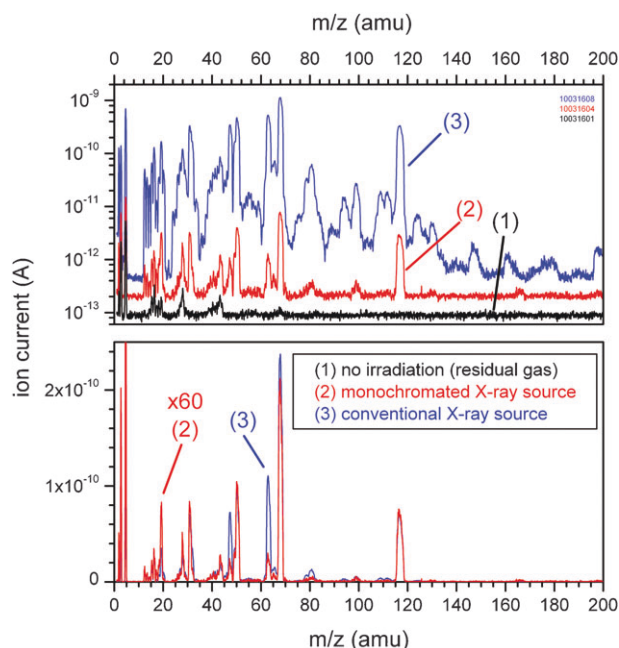 m/z (amu)
0 20 40 60 80 100 120 140 160 180 200
10031608
10031604
10031601
10⁻⁹
10⁻¹⁰
10⁻¹¹
10⁻¹²
10⁻¹³
(3)
(2)
(1)
ion current (A)
2x10⁻¹⁰
1x10⁻¹⁰
0
x60
(2)
(3)
(1) no irradiation (residual gas)
(2) monochromated X-ray source
(3) conventional X-ray source
0 20 40 60 80 100 120 140 160 180 200
m/z (amu)